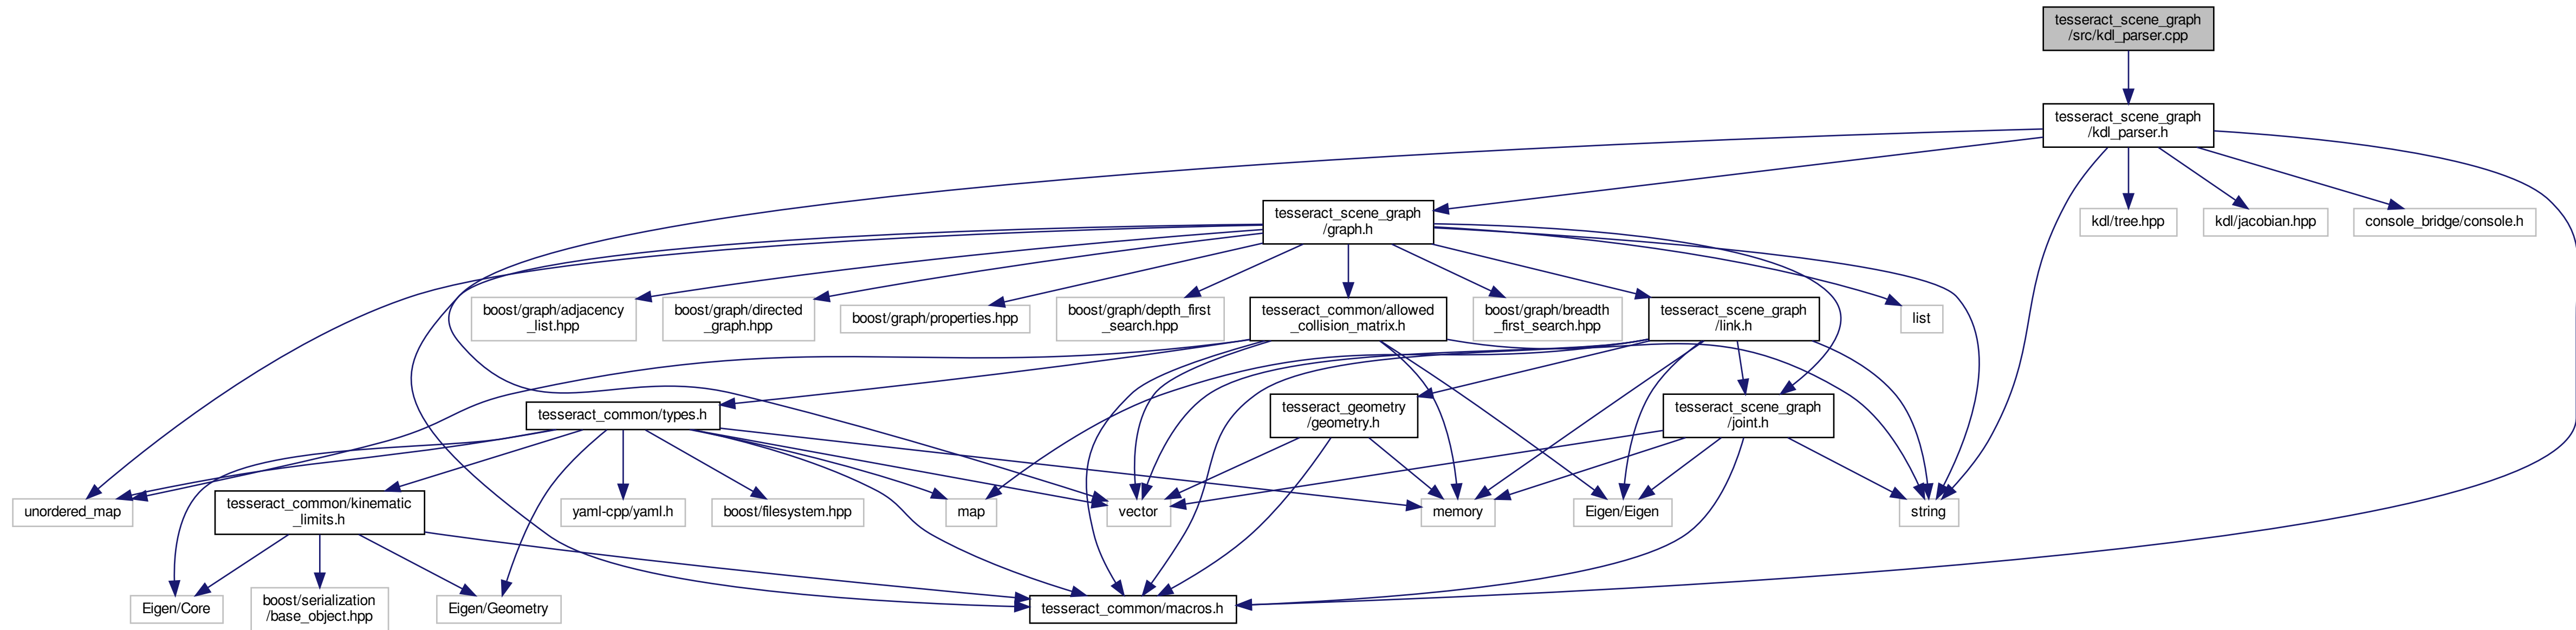 tesseract_scene_graph
/src/kdl_parser.cpp
tesseract_scene_graph
/kdl_parser.h
tesseract_scene_graph
/graph.h
kdl/tree.hpp
kdl/jacobian.hpp
console_bridge/console.h
boost/graph/adjacency
_list.hpp
boost/graph/directed
_graph.hpp
boost/graph/properties.hpp
boost/graph/depth_first
_search.hpp
tesseract_common/allowed
_collision_matrix.h
boost/graph/breadth
_first_search.hpp
tesseract_scene_graph
/link.h
list
tesseract_common/types.h
tesseract_geometry
/geometry.h
tesseract_scene_graph
/joint.h
unordered_map
tesseract_common/kinematic
_limits.h
yaml-cpp/yaml.h
boost/filesystem.hpp
map
vector
memory
Eigen/Eigen
string
Eigen/Core
boost/serialization
/base_object.hpp
Eigen/Geometry
tesseract_common/macros.h